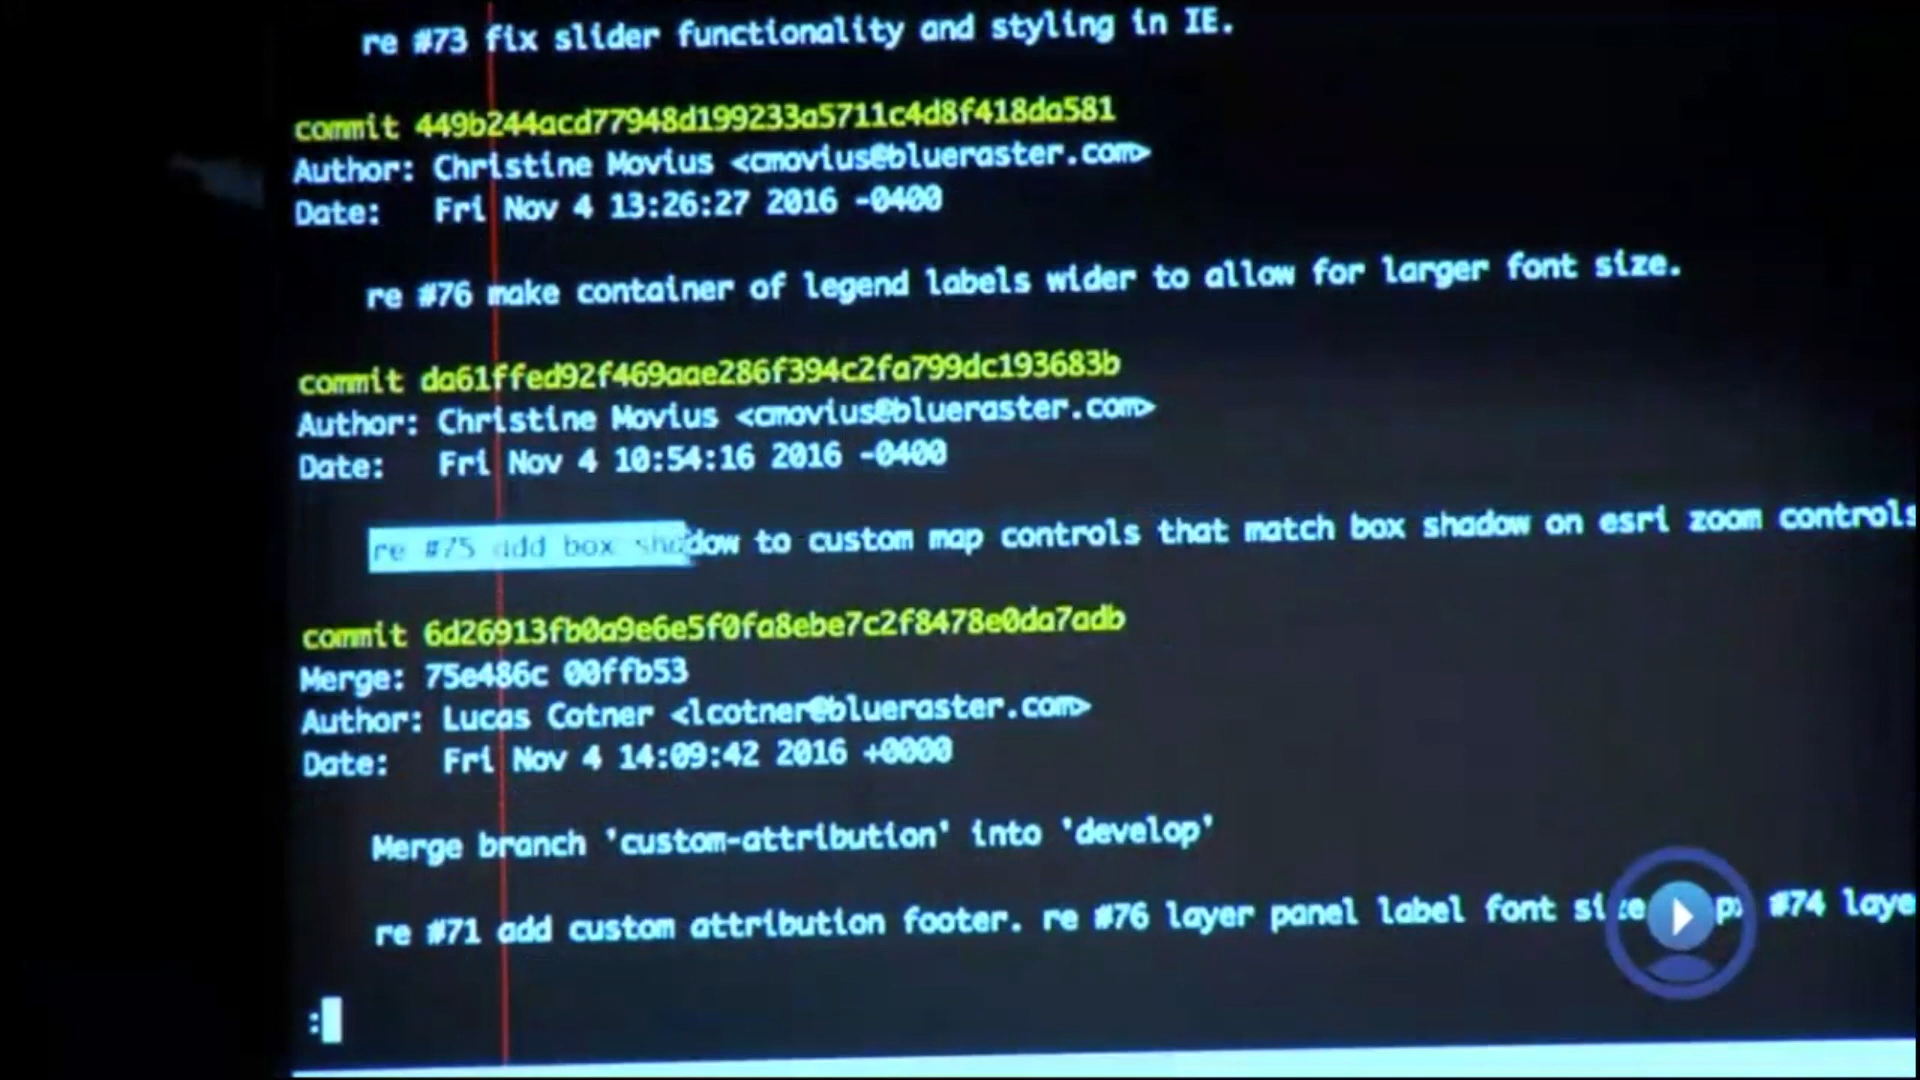 re #73 fix slider functionality and styling in IE.
commit 449b244acd77948d199233a5711c4d8f418da581
Author: Christine Movius <cmovius@blueraster.com>
Date: Fri Nov 4 13:26:27 2016 -0400
re #76 make container of legend labels wider to allow for larger font size.
commit da61ffed92f469aae286f394c2fa799dc193683b
Author: Christine Movius <cmovius@blueraster.com>
Date: Fri Nov 4 10:54:16 2016 -0400
re #75 add box shadow to custom map controls that match box shadow on esri zoom controls
commit 6d26913fb0a9e6e5f0fa8ebe7c2f8478e0da7adb
Merge: 75e486c 00ffb53
Author: Lucas Cotner <lcotner@blueraster.com>
Date: Fri Nov 4 14:09:42 2016 +0000
Merge branch 'custom-attribution' into 'develop'
re #71 add custom attribution footer. re #76 layer panel label font size #74 laye
: